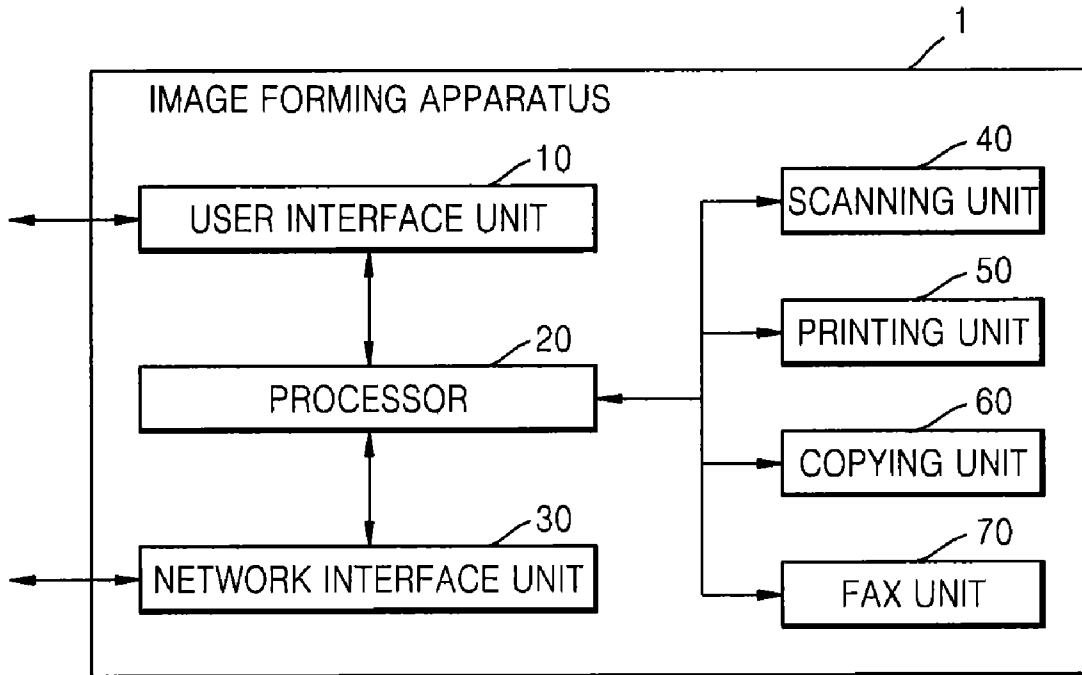 1
IMAGE FORMING APPARATUS
10
USER INTERFACE UNIT
20
PROCESSOR
30
NETWORK INTERFACE UNIT
40
SCANNING UNIT
50
PRINTING UNIT
60
COPYING UNIT
70
FAX UNIT